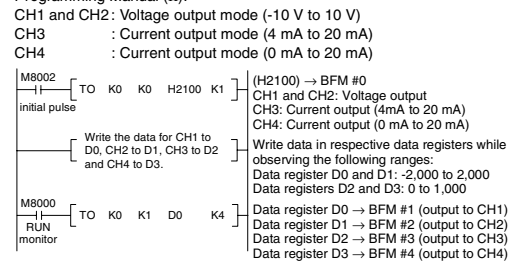 CH1 and CH2: Voltage output mode (-10 V to 10 V)
CH3 : Current output mode (4 mA to 20 mA)
CH4 : Current output mode (0 mA to 20 mA)
M8002
TO K0 K0 H2100 K1
initial pulse
(H2100) → BFM #0
CH1 and CH2: Voltage output
CH3: Current output (4mA to 20 mA)
CH4: Current output (0 mA to 20 mA)
Write the data for CH1 to
D0, CH2 to D1, CH3 to D2
and CH4 to D3.
Write data in respective data registers while
observing the following ranges:
Data register D0 and D1: -2,000 to 2,000
Data registers D2 and D3: 0 to 1,000
M8000
TO K0 K1 D0 K4
RUN
monitor
Data register D0 → BFM #1 (output to CH1)
Data register D1 → BFM #2 (output to CH2)
Data register D2 → BFM #3 (output to CH3)
Data register D3 → BFM #4 (output to CH4)